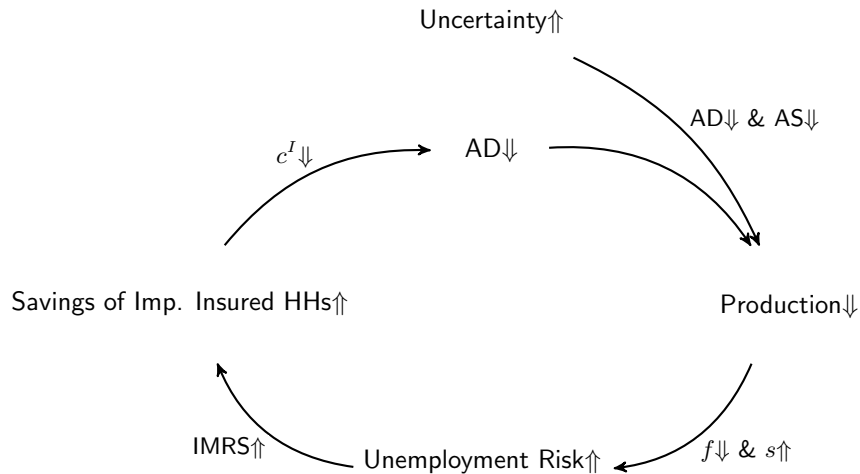 Uncertainty⇑
AD⇓ & AS⇓
c^I⇓
AD⇓
Savings of Imp. Insured HHs⇑
Production⇓
IMRS⇑
Unemployment Risk⇑
f⇓ & s⇑